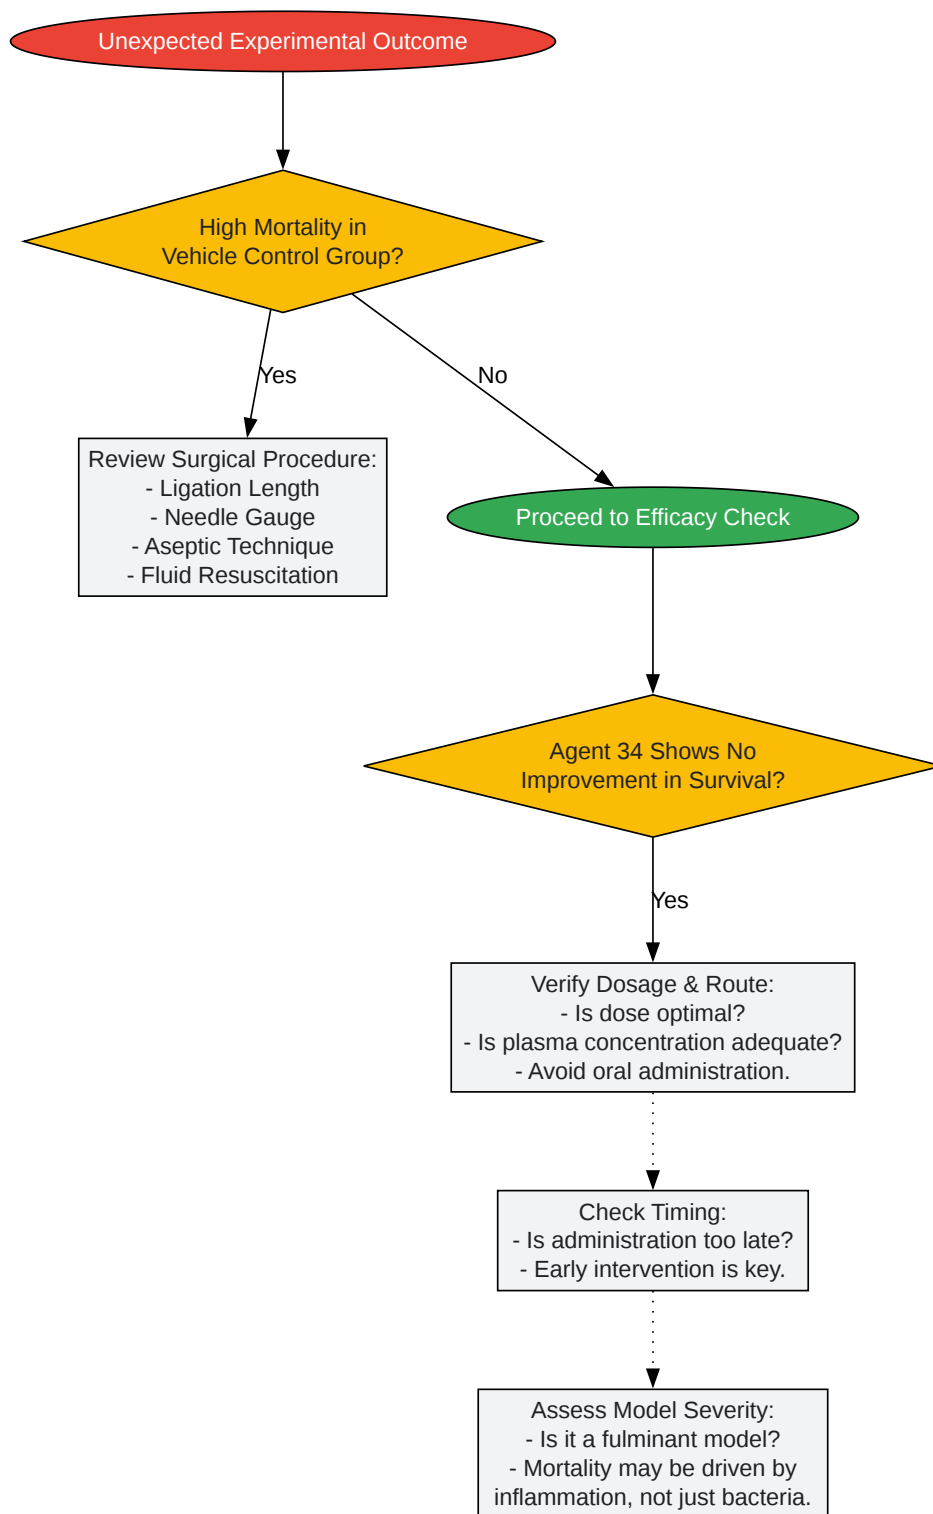 Unexpected Experimental Outcome
High Mortality in
Vehicle Control Group?
Yes
No
Review Surgical Procedure:
- Ligation Length
- Needle Gauge
- Aseptic Technique
- Fluid Resuscitation
Proceed to Efficacy Check
Agent 34 Shows No
Improvement in Survival?
Yes
Verify Dosage & Route:
- Is dose optimal?
- Is plasma concentration adequate?
- Avoid oral administration.
Check Timing:
- Is administration too late?
- Early intervention is key.
Assess Model Severity:
- Is it a fulminant model?
- Mortality may be driven by
inflammation, not just bacteria.